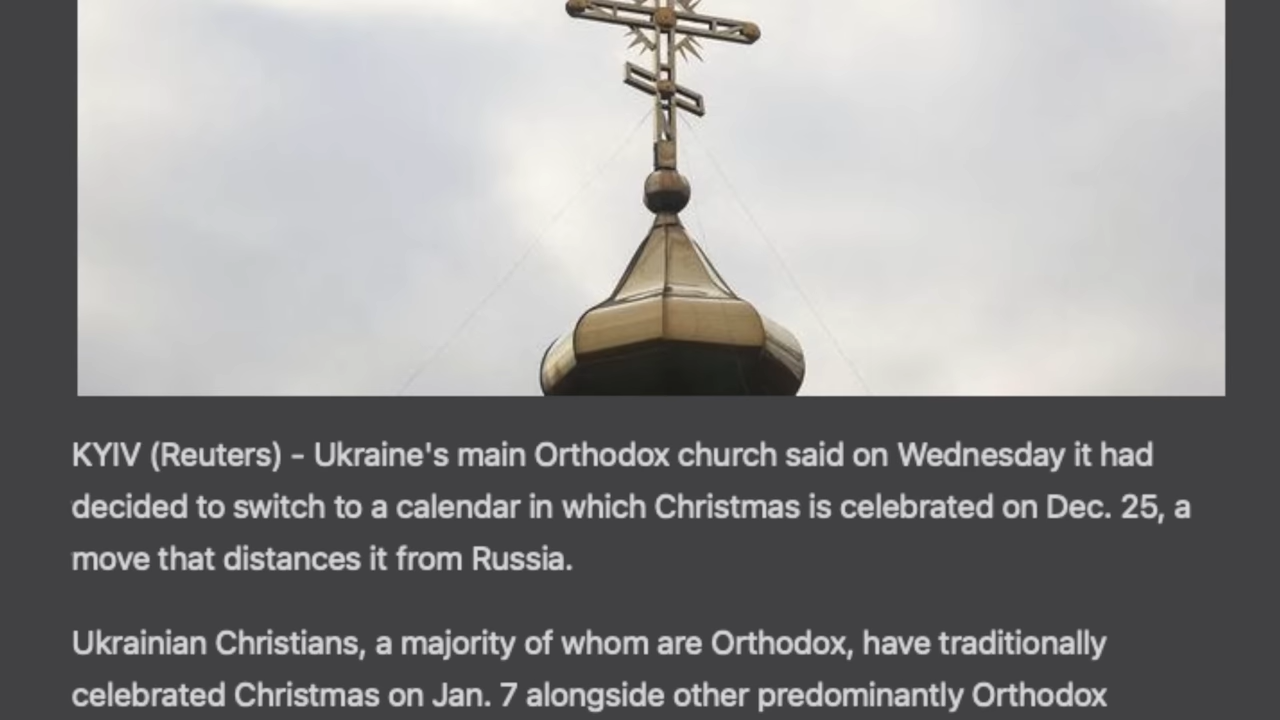 KYIV (Reuters) - Ukraine's main Orthodox church said on Wednesday it had
decided to switch to a calendar in which Christmas is celebrated on Dec. 25, a
move that distances it from Russia.
Ukrainian Christians, a majority of whom are Orthodox, have traditionally
celebrated Christmas on Jan. 7 alongside other predominantly Orthodox